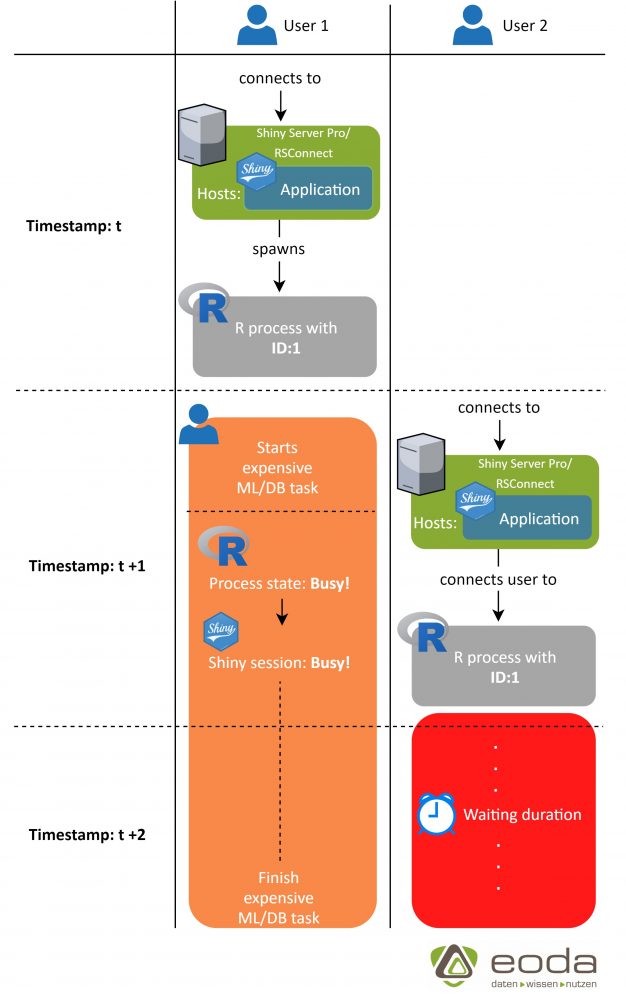 User 1
User 2
connects to
Shiny Server Pro/
RSConnect
Shiny
Hosts:
Application
Timestamp: t
spawns
R
R process with
ID:1
connects to
Starts
expensive
ML/DB task
Shiny Server Pro/
RSConnect
Shiny
Hosts:
Application
Timestamp: t +1
R
Process state: Busy!
connects user to
Shiny
Shiny session: Busy!
R
R process with
ID:1
Waiting duration
Timestamp: t +2
Finish
expensive
ML/DB task
eoda
daten wissen nutzen